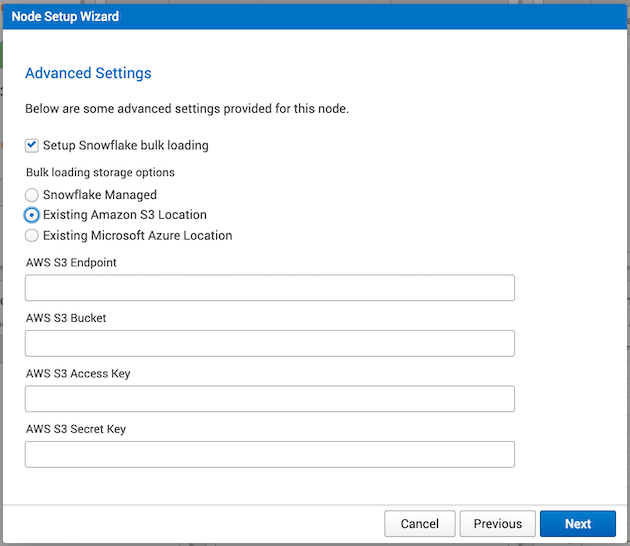 Node Setup Wizard
Advanced Settings
Below are some advanced settings provided for this node.
Setup Snowflake bulk loading
Bulk loading storage options
Snowflake Managed
Existing Amazon S3 Location
Existing Microsoft Azure Location
AWS S3 Endpoint
AWS S3 Bucket
AWS S3 Access Key
AWS S3 Secret Key
Cancel Previous Next